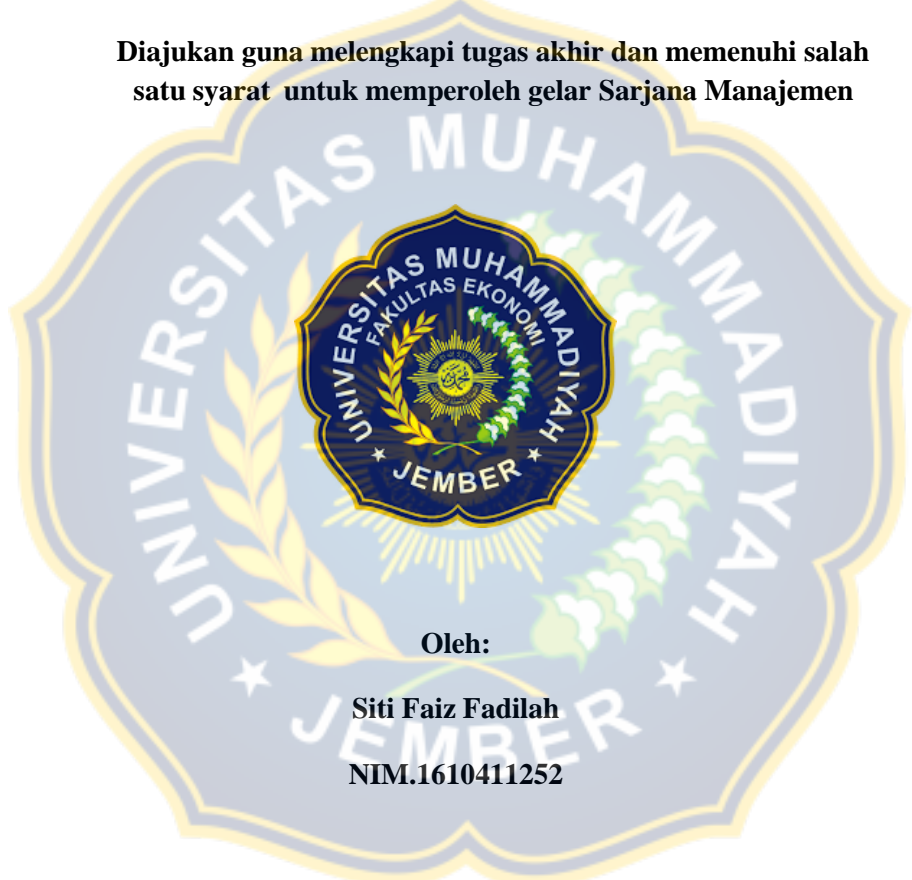 Diajukan guna melengkapi tugas akhir dan memenuhi salah
satu syarat untuk memperoleh gelar Sarjana Manajemen
UNIVERSITAS MUHAMMADIYAH
JEMBER
UNIVERSITAS MUHAMMADIYAH
FAKULTAS EKONOMI
JEMBER
Oleh:
Siti Faiz Fadilah
NIM.1610411252